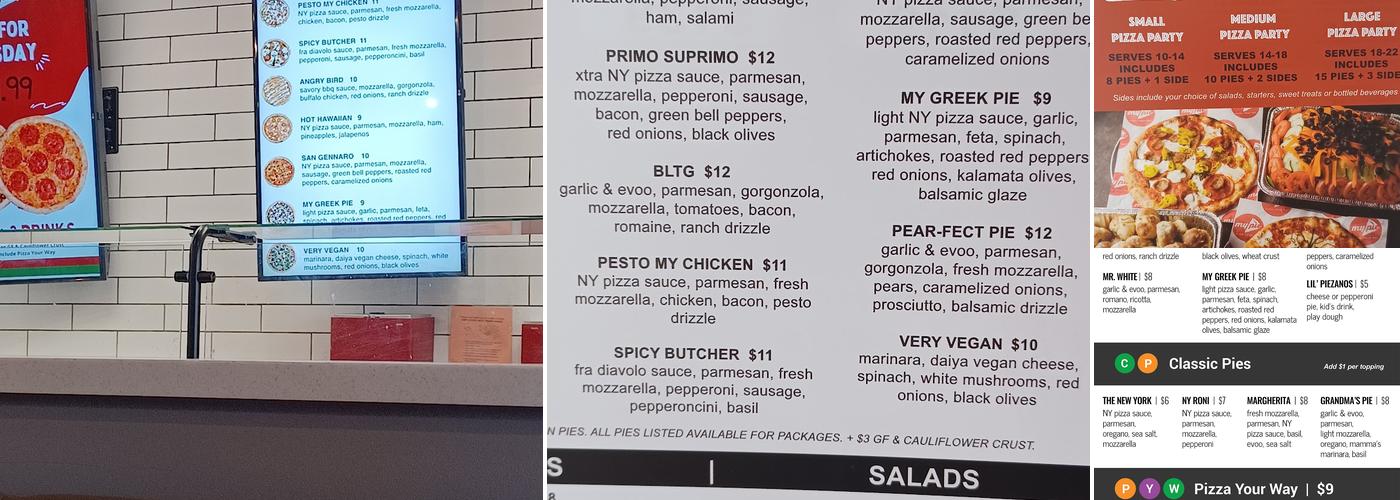 FOR
SDAY
.99
PESTO MY CHICKEN 11
NY pizza sauce, parmesan, fresh mozzarella,
chicken, bacon, pesto drizzle
SPICY BUTCHER 11
fra diavolo sauce, parmesan, fresh mozzarella,
pepperoni, sausage, pepperoncini, basil
ANGRY BIRD 10
savory bbq sauce, mozzarella, gorgonzola,
buffalo chicken, red onions, ranch drizzle
HOT HAWAIIAN 9
NY pizza sauce, parmesan, mozzarella, ham,
pineapples, jalapenos
SAN GENNARO 10
NY pizza sauce, parmesan, mozzarella,
sausage, green bell peppers, roasted red
peppers, caramelized onions
MY GREEK PIE 9
light pizza sauce, garlic, parmesan, feta,
spinach, artichokes, roasted red peppers, red
VERY VEGAN 10
marinara, daiya vegan cheese, spinach, white
mushrooms, red onions, black olives
DRINKS
Include Pizza Your Way
mozzarella, pepperoni, sausage,
ham, salami
PRIMO SUPRIMO $12
xtra NY pizza sauce, parmesan,
mozzarella, pepperoni, sausage,
bacon, green bell peppers,
red onions, black olives
BLTG $12
garlic & evoo, parmesan, gorgonzola,
mozzarella, tomatoes, bacon,
romaine, ranch drizzle
PESTO MY CHICKEN $11
NY pizza sauce, parmesan, fresh
mozzarella, chicken, bacon, pesto
drizzle
SPICY BUTCHER $11
fra diavolo sauce, parmesan, fresh
mozzarella, pepperoni, sausage,
pepperoncini, basil
NY pizza sauce, parmesan,
mozzarella, sausage, green be
peppers, roasted red peppers,
caramelized onions
MY GREEK PIE $9
light NY pizza sauce, garlic,
parmesan, feta, spinach,
artichokes, roasted red peppers
red onions, kalamata olives,
balsamic glaze
PEAR-FECT PIE $12
garlic & evoo, parmesan,
gorgonzola, fresh mozzarella,
pears, caramelized onions,
prosciutto, balsamic drizzle
VERY VEGAN $10
marinara, daiya vegan cheese,
spinach, white mushrooms, red
onions, black olives
N PIES. ALL PIES LISTED AVAILABLE FOR PACKAGES. + $3 GF & CAULIFLOWER CRUST.
S | SALADS
SMALL
PIZZA PARTY
SERVES 10-14
INCLUDES
8 PIES + 1 SIDE
MEDIUM
PIZZA PARTY
SERVES 14-18
INCLUDES
10 PIES + 2 SIDES
LARGE
PIZZA PARTY
SERVES 18-22
INCLUDES
15 PIES + 3 SIDES
Sides include your choice of salads, starters, sweet treats or bottled beverages
red onions, ranch drizzle
MR. WHITE | $8
garlic & evoo, parmesan,
romano, ricotta,
mozzarella
black olives, wheat crust
MY GREEK PIE | $8
light pizza sauce, garlic,
parmesan, feta, spinach,
artichokes, roasted red
peppers, red onions, kalamata
olives, balsamic glaze
peppers, caramelized
onions
LIL' PIEZANOS | $5
cheese or pepperoni
pie, kid's drink,
play dough
C P Classic Pies Add $1 per topping
THE NEW YORK | $6
NY pizza sauce,
parmesan,
oregano, sea salt,
mozzarella
NY RONI | $7
NY pizza sauce,
parmesan,
mozzarella,
pepperoni
MARGHERITA | $8
fresh mozzarella,
parmesan, NY
pizza sauce, basil,
evoo, sea salt
GRANDMA'S PIE | $8
garlic & evoo,
parmesan,
light mozzarella,
oregano, mamma's
marinara, basil
P Y W Pizza Your Way | $9